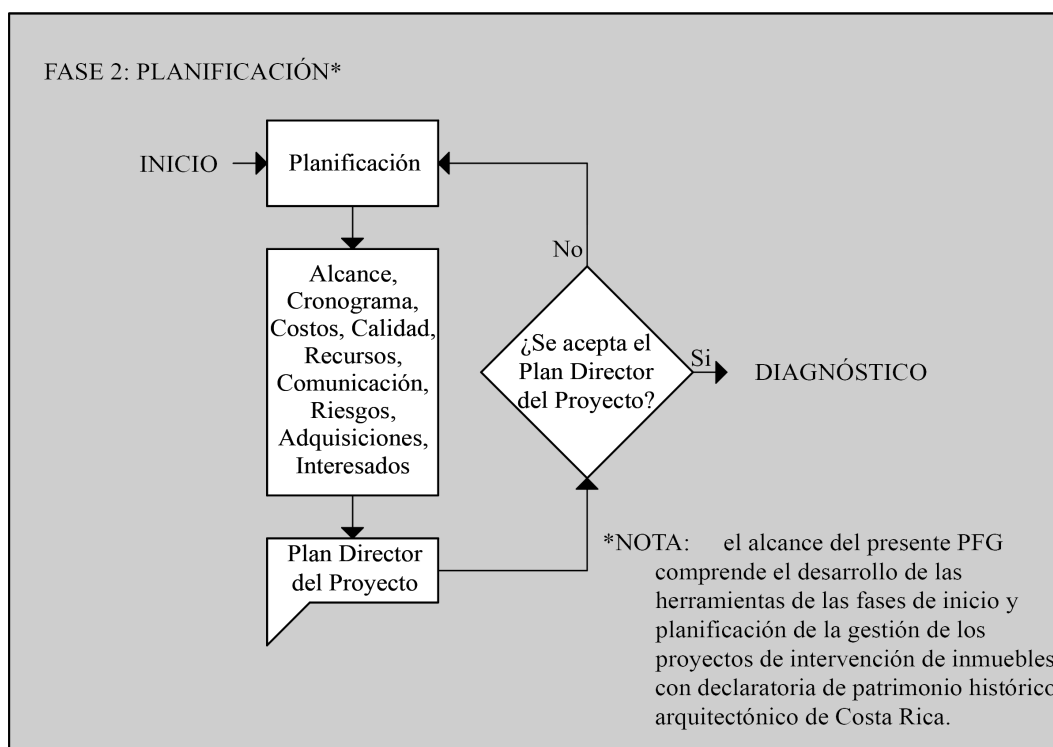 FASE 2: PLANIFICACIÓN*
INICIO
Planificación
Alcance,
Cronograma,
Costos, Calidad,
Recursos,
Comunicación,
Riesgos,
Adquisiciones,
Interesados
Plan Director
del Proyecto
No
¿Se acepta el
Plan Director
del Proyecto?
Si
DIAGNÓSTICO
*NOTA: el alcance del presente PFG
comprende el desarrollo de las
herramientas de las fases de inicio y
planificación de la gestión de los
proyectos de intervención de inmuebles
con declaratoria de patrimonio histórico
arquitectónico de Costa Rica.